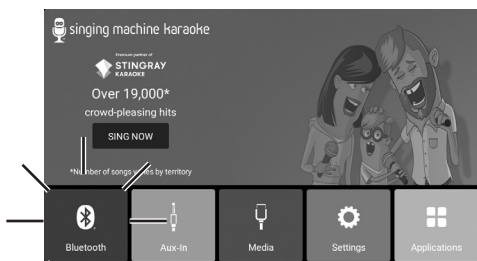 singing machine karaoke
Premium partner of
STINGRAY
KARAOKE
Over 19,000*
crowd-pleasing hits
SING NOW
*Number of songs varies by territory
Bluetooth
Aux-In
Media
Settings
Applications